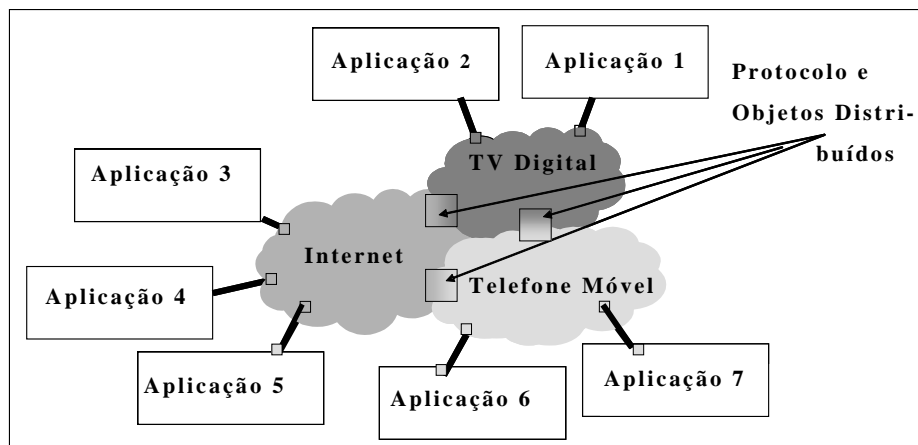 Aplicação 2
Aplicação 1
Protocolo e
Objetos Distri-
buídos
TV Digital
Aplicação 3
Internet
Telefone Móvel
Aplicação 4
Aplicação 5
Aplicação 6
Aplicação 7